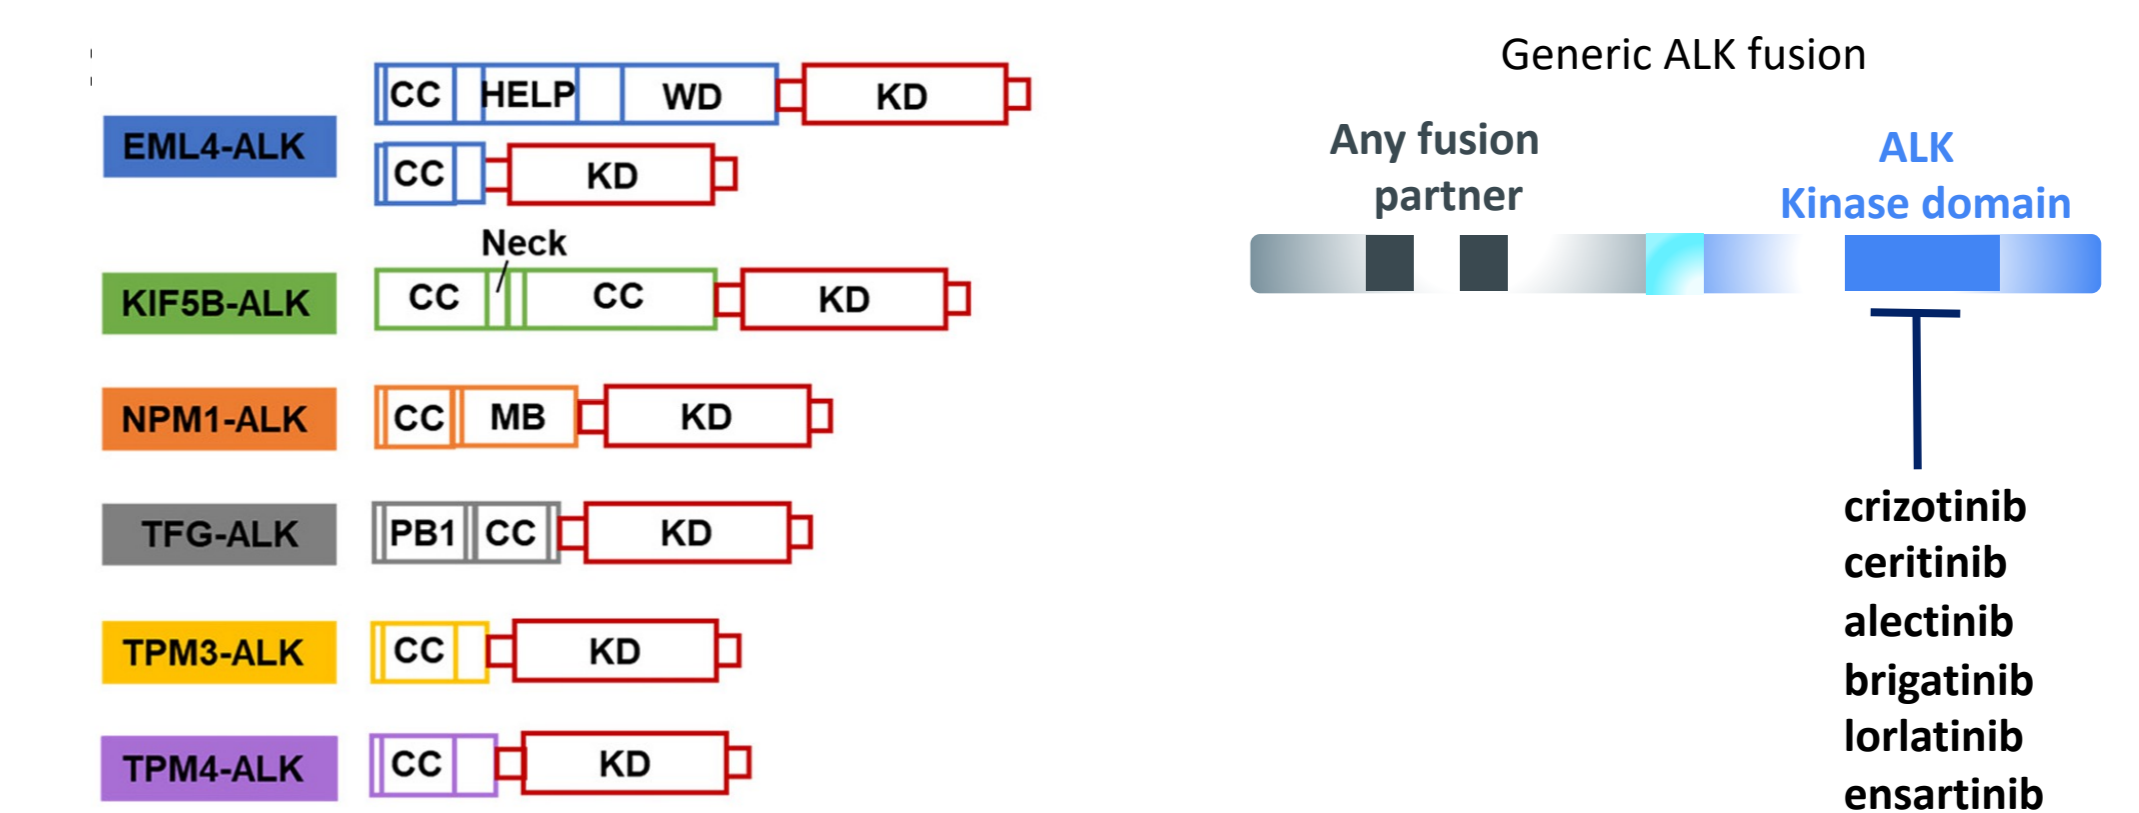 EML4-ALK
CC HELP WD KD
CC KD
Neck
KIF5B-ALK
CC CC KD
NPM1-ALK
CC MB KD
TFG-ALK
PB1 CC KD
TPM3-ALK
CC KD
TPM4-ALK
CC KD
Generic ALK fusion
Any fusion
partner
ALK
Kinase domain
crizotinib
ceritinib
alectinib
brigatinib
lorlatinib
ensartinib